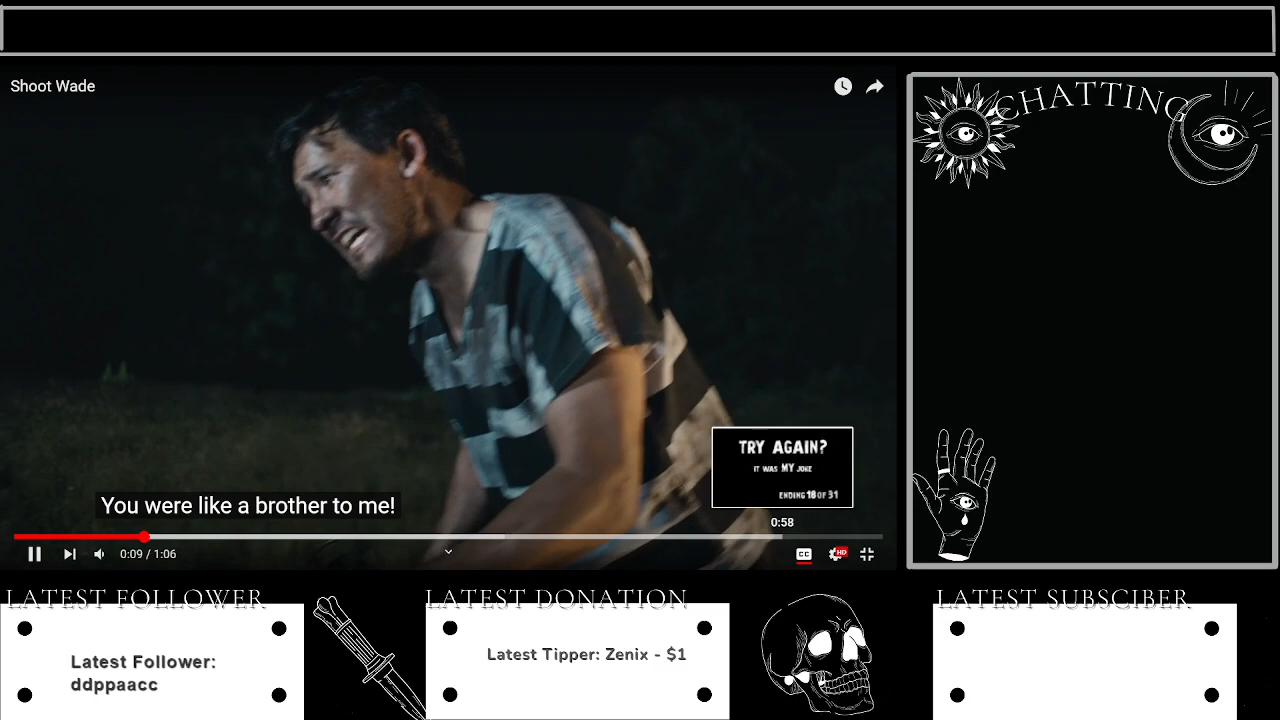 Shoot Wade
CHATTING
TRY AGAIN?
IT WAS MY JOKE
ENDING 18 OF 31
You were like a brother to me!
0:58
0:09 / 1:06
CC
HD
LATEST FOLLOWER
LATEST DONATION
LATEST SUBSCIBER
Latest Follower:
ddppaacc
Latest Tipper: Zenix - $1